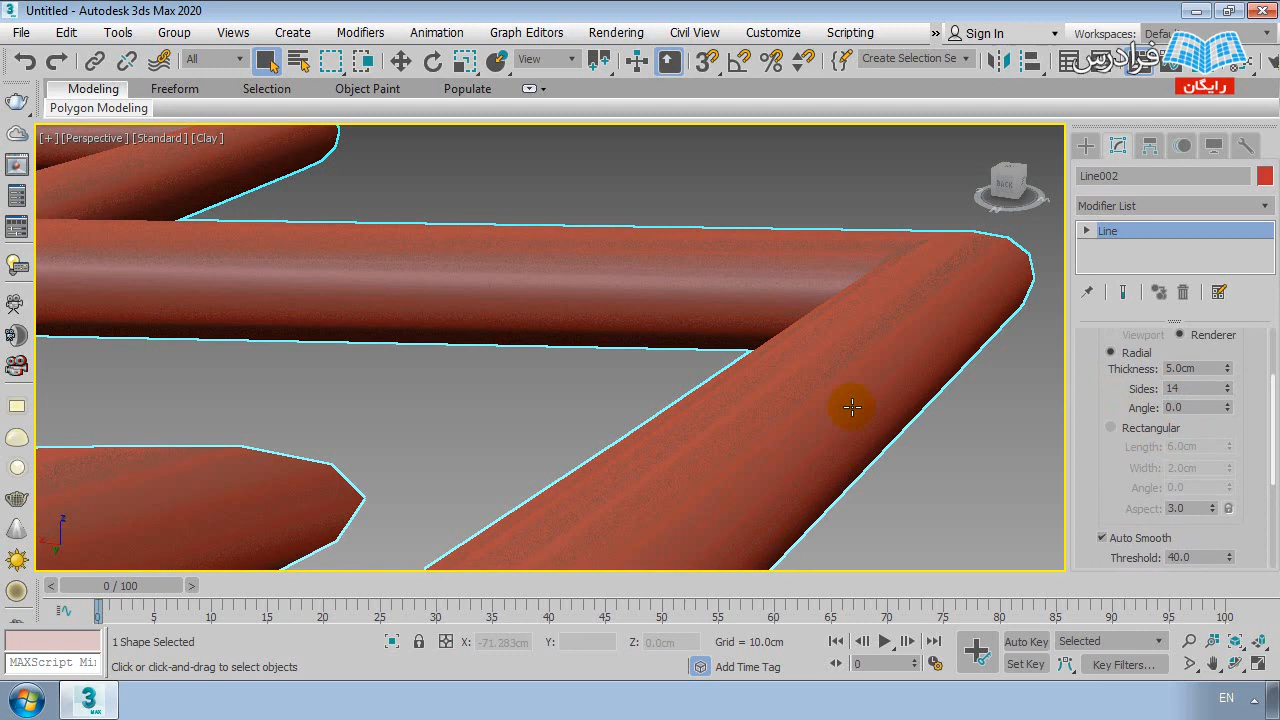 Untitled - Autodesk 3ds Max 2020
File Edit Tools Group Views Create Modifiers Animation Graph Editors Rendering Civil View Customize Scripting » Sign In Workspaces: Defau
All View Create Selection Se
فرادرس
رایگان
Modeling Freeform Selection Object Paint Populate
Polygon Modeling
[+] [Perspective] [Standard] [Clay]
BACK
Line002
Modifier List
Line
Viewport Renderer
Radial
Thickness: 5.0cm
Sides: 14
Angle: 0.0
Rectangular
Length: 6.0cm
Width: 2.0cm
Angle: 0.0
Aspect: 3.0
Auto Smooth
Threshold: 40.0
z
< 0 / 100 >
0 5 10 15 20 25 30 35 40 45 50 55 60 65 70 75 80 85 90 95 100
1 Shape Selected X: -71.283cm Y: Z: 0.0cm Grid = 10.0cm Auto Key Selected
MAXScript Mi Click or click-and-drag to select objects Add Time Tag 0 Set Key Key Filters...
3 MAX EN